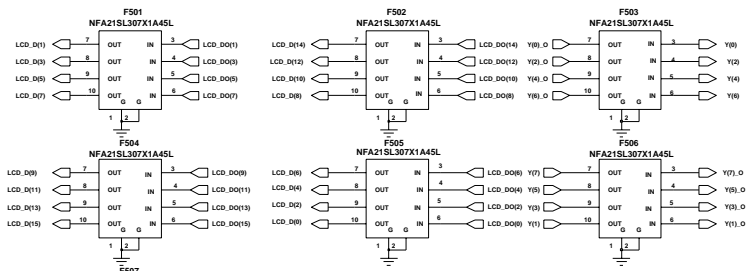 F501
NFA21SL307X1A45L
LCD_D(1) 7 OUT IN 3 LCD_DO(1)
LCD_D(3) 8 OUT IN 4 LCD_DO(3)
LCD_D(5) 9 OUT IN 5 LCD_DO(5)
LCD_D(7) 10 OUT IN 6 LCD_DO(7)
G G
1 2
F502
NFA21SL307X1A45L
LCD_D(14) 7 OUT IN 3 LCD_DO(14)
LCD_D(12) 8 OUT IN 4 LCD_DO(12)
LCD_D(10) 9 OUT IN 5 LCD_DO(10)
LCD_D(8) 10 OUT IN 6 LCD_DO(8)
G G
1 2
F503
NFA21SL307X1A45L
Y(0)_O 7 OUT IN 3 Y(0)
Y(2)_O 8 OUT IN 4 Y(2)
Y(4)_O 9 OUT IN 5 Y(4)
Y(6)_O 10 OUT IN 6 Y(6)
G G
1 2
F504
NFA21SL307X1A45L
LCD_D(9) 7 OUT IN 3 LCD_DO(9)
LCD_D(11) 8 OUT IN 4 LCD_DO(11)
LCD_D(13) 9 OUT IN 5 LCD_DO(13)
LCD_D(15) 10 OUT IN 6 LCD_DO(15)
G G
1 2
F505
NFA21SL307X1A45L
LCD_D(6) 7 OUT IN 3 LCD_DO(6)
LCD_D(4) 8 OUT IN 4 LCD_DO(4)
LCD_D(2) 9 OUT IN 5 LCD_DO(2)
LCD_D(0) 10 OUT IN 6 LCD_DO(0)
G G
1 2
F506
NFA21SL307X1A45L
Y(7) 7 OUT IN 3 Y(7)_O
Y(5) 8 OUT IN 4 Y(5)_O
Y(3) 9 OUT IN 5 Y(3)_O
Y(1) 10 OUT IN 6 Y(1)_O
G G
1 2
F507